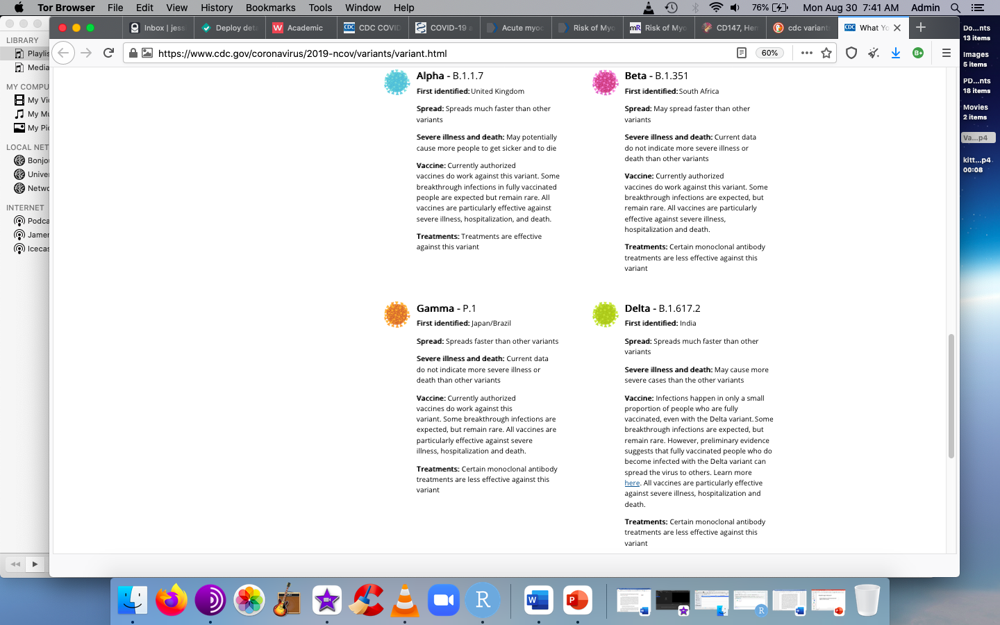 Tor Browser File Edit View History Bookmarks Tools Window Help 76% Mon Aug 30 7:41 AM Admin
Inbox | jes
Deploy deta
Academic
CDC COVID
COVID-19 a
Acute myoc
Risk of Myo
Risk of Myo
CD147, Hem
cdc variants
What Yo
https://www.cdc.gov/coronavirus/2019-ncov/variants/variant.html
60%
LIBRARY
Playlis
Media
MY COMPU
My Vi
My Mu
My Pic
LOCAL NET
Bonjou
Univer
Netwo
INTERNET
Podca
Jamer
Icecas
Do...nts
13 items
Images
5 items
PD...nts
18 items
Movies
2 items
Va...p4
kitt...p4
00:08
Alpha - B.1.1.7
First identified: United Kingdom
Spread: Spreads much faster than other
variants
Severe illness and death: May potentially
cause more people to get sicker and to die
Vaccine: Currently authorized
vaccines do work against this variant. Some
breakthrough infections in fully vaccinated
people are expected but remain rare. All
vaccines are particularly effective against
severe illness, hospitalization, and death.
Treatments: Treatments are effective
against this variant
Beta - B.1.351
First identified: South Africa
Spread: May spread faster than other
variants
Severe illness and death: Current data
do not indicate more severe illness or
death than other variants
Vaccine: Currently authorized
vaccines do work against this variant. Some
breakthrough infections are expected, but
remain rare. All vaccines are particularly
effective against severe illness,
hospitalization and death.
Treatments: Certain monoclonal antibody
treatments are less effective against this
variant
Gamma - P.1
First identified: Japan/Brazil
Spread: Spreads faster than other variants
Severe illness and death: Current data
do not indicate more severe illness or
death than other variants
Vaccine: Currently authorized
vaccines do work against this
variant. Some breakthrough infections are
expected, but remain rare. All vaccines are
particularly effective against severe
illness, hospitalization and death.
Treatments: Certain monoclonal antibody
treatments are less effective against this
variant
Delta - B.1.617.2
First identified: India
Spread: Spreads much faster than other
variants
Severe illness and death: May cause more
severe cases than the other variants
Vaccine: Infections happen in only a small
proportion of people who are fully
vaccinated, even with the Delta variant. Some
breakthrough infections are expected, but
remain rare. However, preliminary evidence
suggests that fully vaccinated people who do
become infected with the Delta variant can
spread the virus to others. Learn more
here. All vaccines are particularly effective
against severe illness, hospitalization and
death.
Treatments: Certain monoclonal antibody
treatments are less effective against this
variant